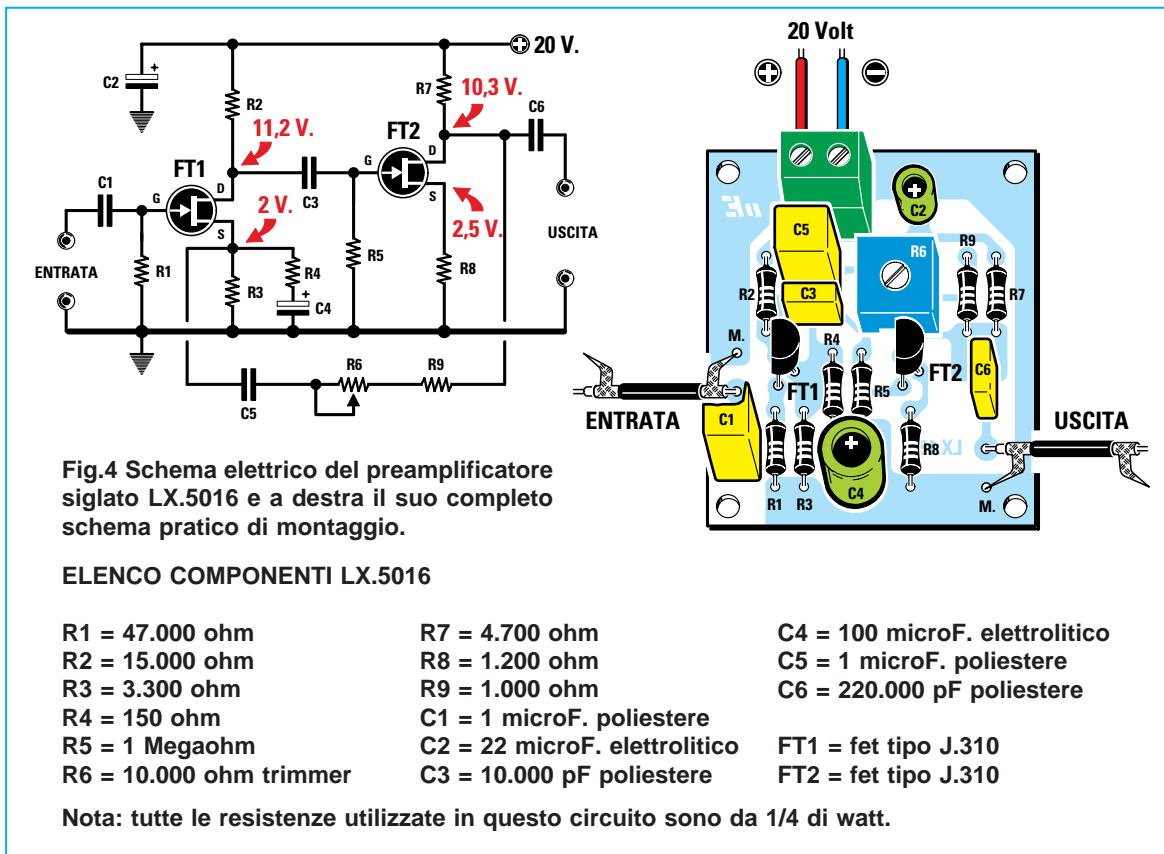 20 V.
C2
R2
R7
10,3 V.
C6
11,2 V.
FT2
FT1
D
G
S
C1
G
D
S
C3
2 V.
2,5 V.
USCITA
ENTRATA
R1
R3
R4
C4
R5
R8
R6
R9
C5
20 Volt
C2
C5
R6
R9
R2
C3
R7
M.
R4
FT1
R5
FT2
C6
ENTRATA
C1
USCITA
R8
LX
C4
R1
R3
M.
Fig.4 Schema elettrico del preamplificatore
siglato LX.5016 e a destra il suo completo
schema pratico di montaggio.
ELENCO COMPONENTI LX.5016
R1 = 47.000 ohm
R2 = 15.000 ohm
R3 = 3.300 ohm
R4 = 150 ohm
R5 = 1 Megaohm
R6 = 10.000 ohm trimmer
R7 = 4.700 ohm
R8 = 1.200 ohm
R9 = 1.000 ohm
C1 = 1 microF. poliestere
C2 = 22 microF. elettrolitico
C3 = 10.000 pF poliestere
C4 = 100 microF. elettrolitico
C5 = 1 microF. poliestere
C6 = 220.000 pF poliestere
FT1 = fet tipo J.310
FT2 = fet tipo J.310
Nota: tutte le resistenze utilizzate in questo circuito sono da 1/4 di watt.